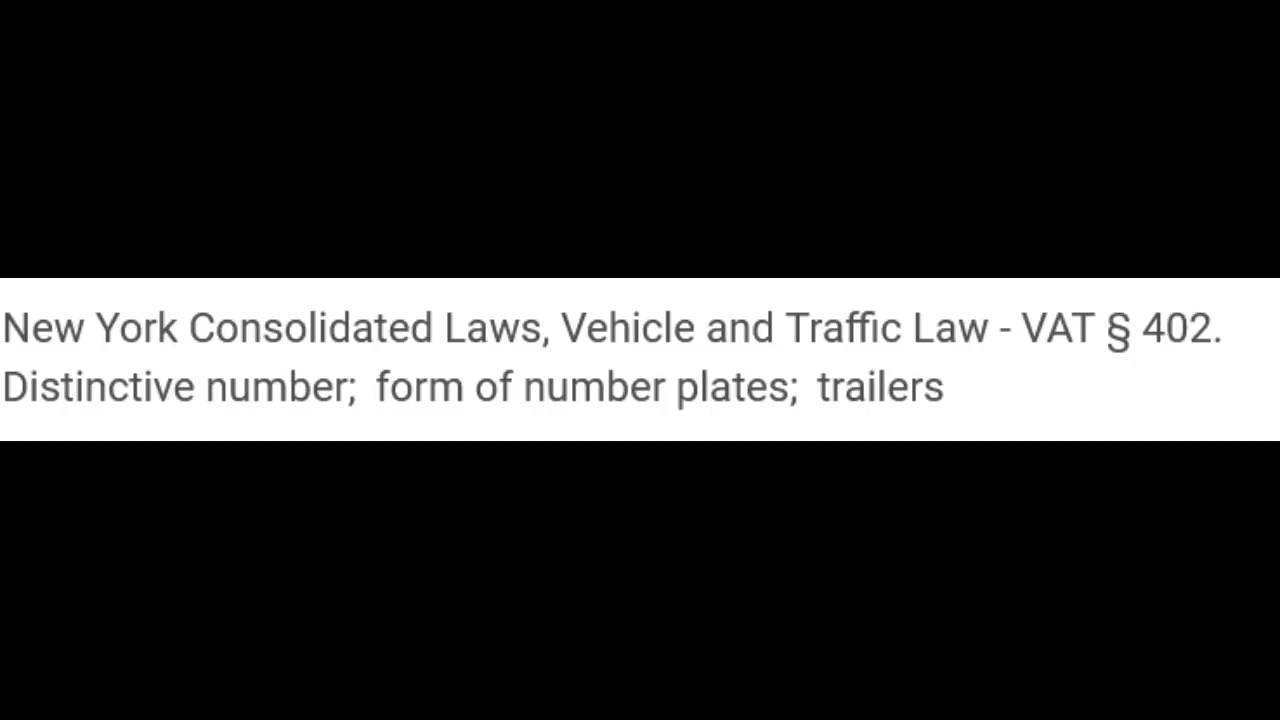 New York Consolidated Laws, Vehicle and Traffic Law - VAT § 402.
Distinctive number;  form of number plates;  trailers